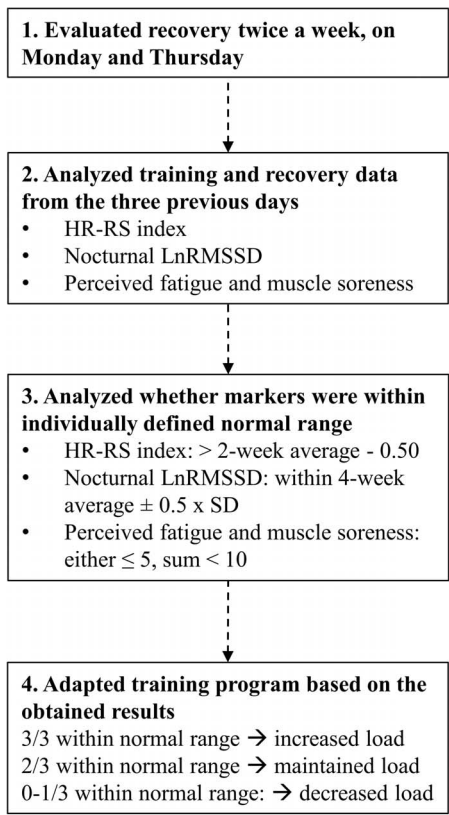 1. Evaluated recovery twice a week, on
Monday and Thursday
2. Analyzed training and recovery data
from the three previous days
• HR-RS index
• Nocturnal LnRMSSD
• Perceived fatigue and muscle soreness
3. Analyzed whether markers were within
individually defined normal range
• HR-RS index: > 2-week average - 0.50
• Nocturnal LnRMSSD: within 4-week
average ± 0.5 x SD
• Perceived fatigue and muscle soreness:
either ≤ 5, sum < 10
4. Adapted training program based on the
obtained results
3/3 within normal range → increased load
2/3 within normal range → maintained load
0-1/3 within normal range: → decreased load